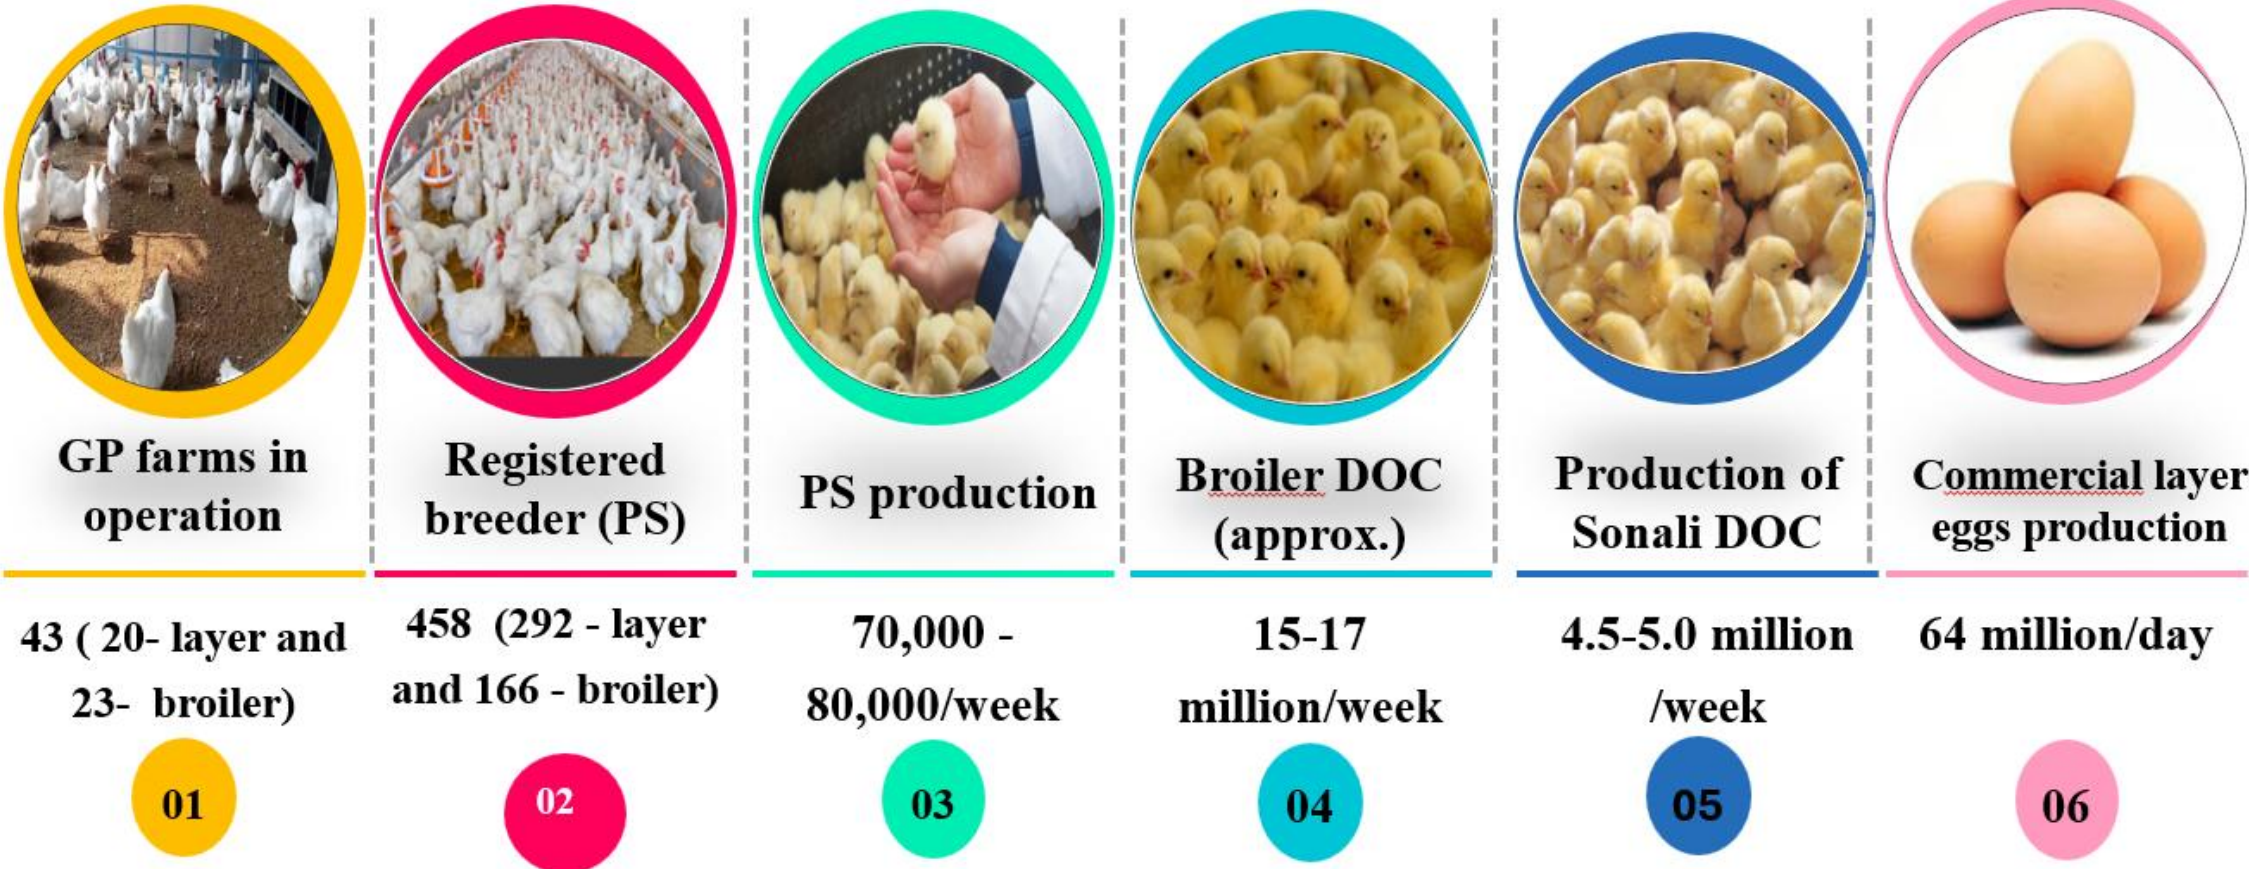 GP farms in
operation
43 ( 20- layer and
23-  broiler)
01
Registered
breeder (PS)
458  (292 - layer
and 166 - broiler)
02
PS production
70,000 -
80,000/week
03
Broiler DOC
(approx.)
15-17
million/week
04
Production of
Sonali DOC
4.5-5.0 million
/week
05
Commercial layer
eggs production
64 million/day
06